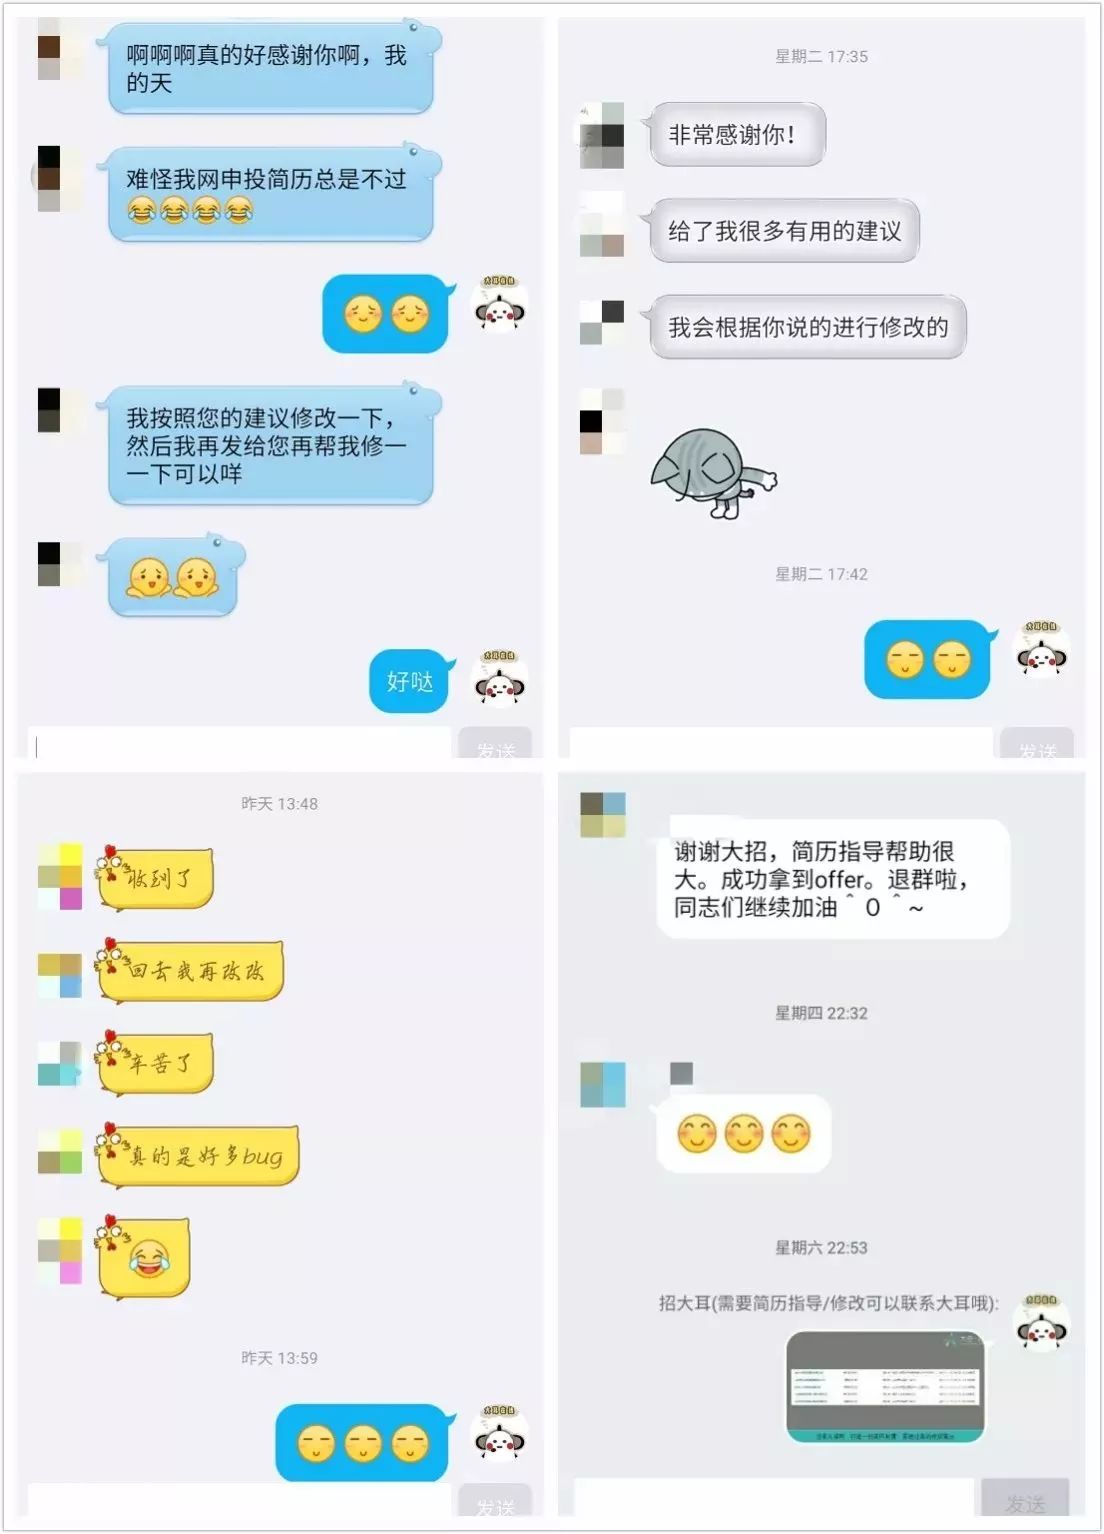 啊啊啊真的好感谢你啊，我
的天
难怪我网申投简历总是不过
我按照您的建议修改一下，
然后我再发给您再帮我修一
一下可以咩
好哒
发送
星期二 17:35
非常感谢你！
给了我很多有用的建议
我会根据你说的进行修改的
星期二 17:42
发送
昨天 13:48
收到了
回去我再改改
辛苦了
真的是好多bug
昨天 13:59
发送
谢谢大招，简历指导帮助很
大。成功拿到offer。退群啦，
同志们继续加油＾０＾～
星期四 22:32
星期六 22:53
招大耳(需要简历指导/修改可以联系大耳哦):
发送